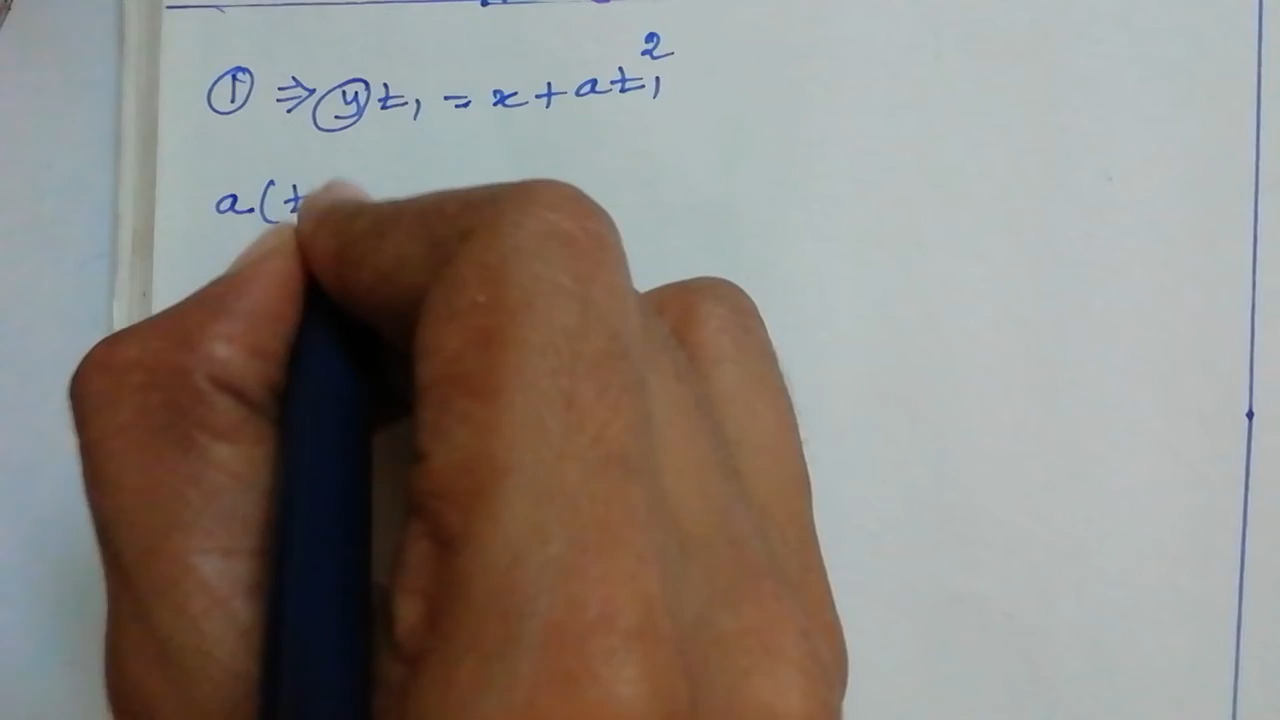 ① ⇒ y t₁ = x + a t₁²
a (t